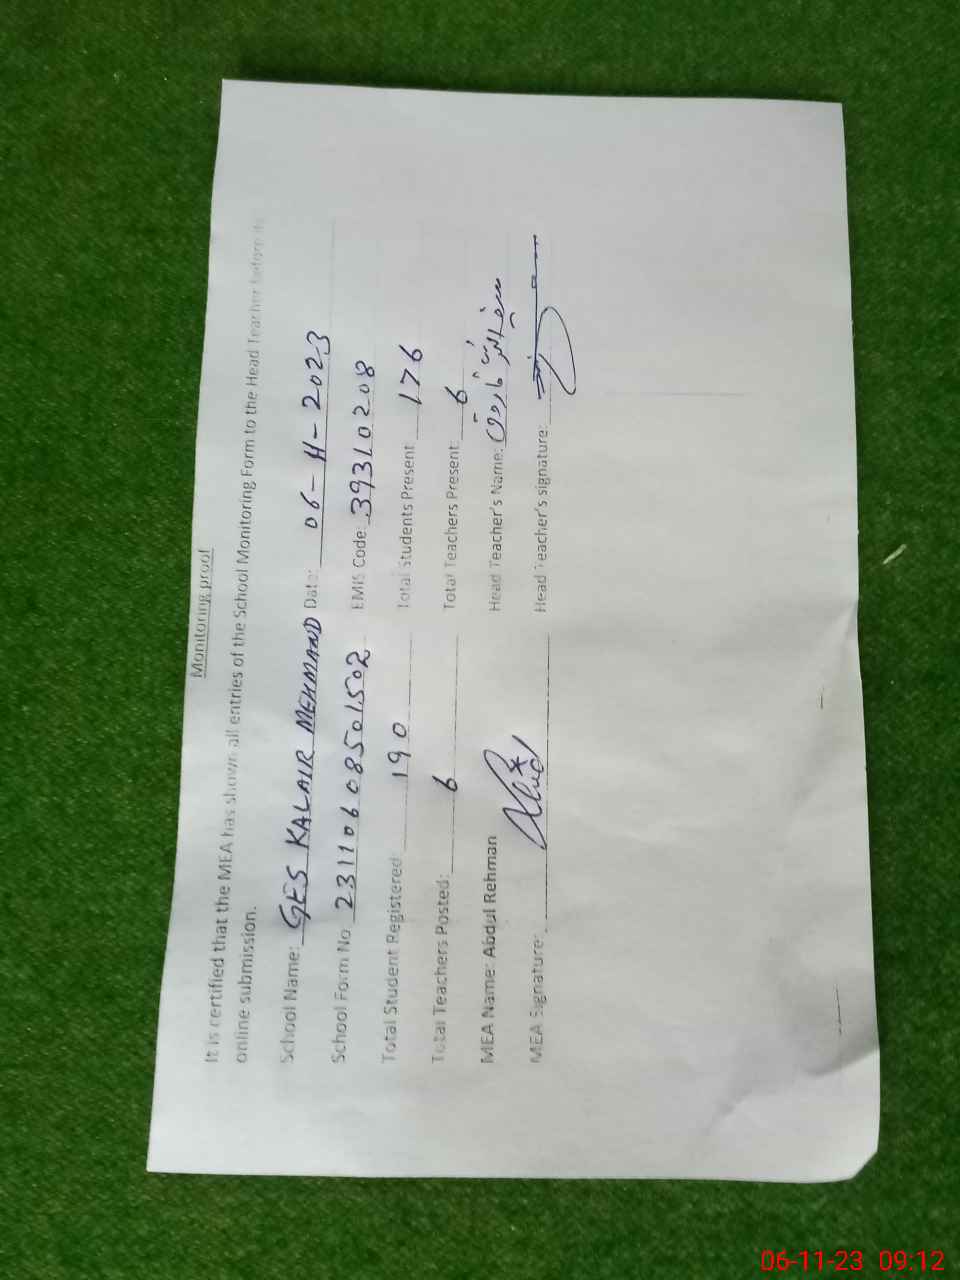 Monitoring proof
It is certified that the MEA has shown all entries of the School Monitoring Form to the Head Teacher before its
online submission.
School Name: GES KALAIR MEHMAND Date: 06-11-2023
School Form No 23110608501502 EMIS Code: 39310208
Total Student Registered: 190 Total Students Present: 176
Total Teachers Posted: 6 Total Teachers Present: 6
MEA Name: Abdul Rehman Head Teacher's Name: فاروق
MEA Signature: Head Teacher's signature:
06-11-23 09:12